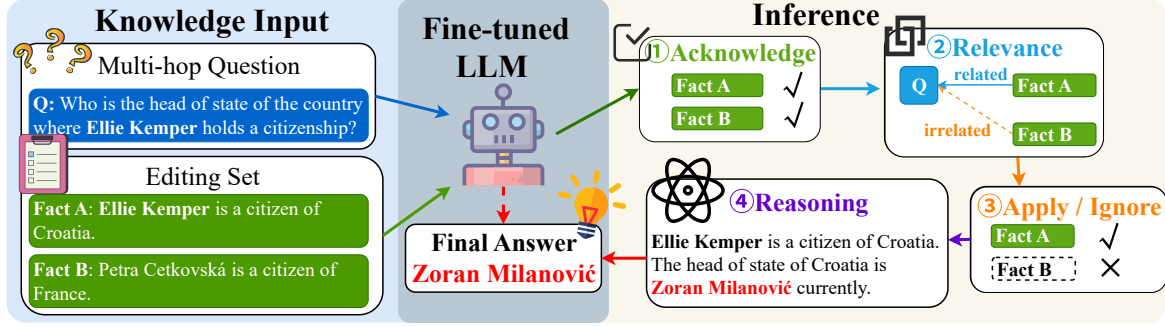 Knowledge Input
Multi-hop Question
Q: Who is the head of state of the country
where Ellie Kemper holds a citizenship?
Editing Set
Fact A: Ellie Kemper is a citizen of
Croatia.
Fact B: Petra Cetkovská is a citizen of
France.
Fine-tuned
LLM
Final Answer
Zoran Milanović
Inference
①Acknowledge
Fact A
Fact B
②Relevance
Q
related
Fact A
irrelated
Fact B
③Apply / Ignore
Fact A
Fact B
④Reasoning
Ellie Kemper is a citizen of Croatia.
The head of state of Croatia is
Zoran Milanović currently.